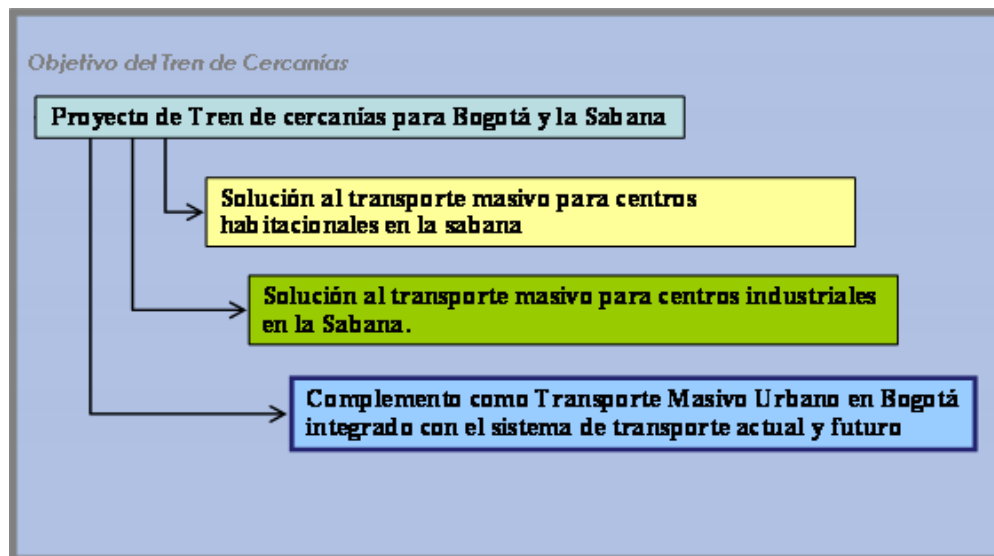 Objetivo del Tren de Cercanías
Proyecto de Tren de cercanías para Bogotá y la Sabana
Solución al transporte masivo para centros
habitacionales en la sabana
Solución al transporte masivo para centros industriales
en la Sabana.
Complemento como Transporte Masivo Urbano en Bogotá
integrado con el sistema de transporte actual y futuro